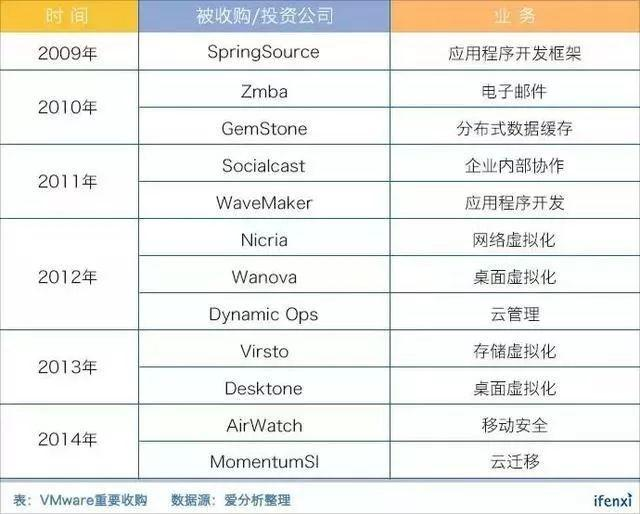 时间 被收购/投资公司 业务
2009年 SpringSource 应用程序开发框架
2010年 Zmba 电子邮件
GemStone 分布式数据缓存
2011年 Socialcast 企业内部协作
WaveMaker 应用程序开发
2012年 Nicria 网络虚拟化
Wanova 桌面虚拟化
Dynamic Ops 云管理
2013年 Virsto 存储虚拟化
Desktone 桌面虚拟化
2014年 AirWatch 移动安全
MomentumSI 云迁移
表：VMware重要收购 数据源：爱分析整理 ifenxi